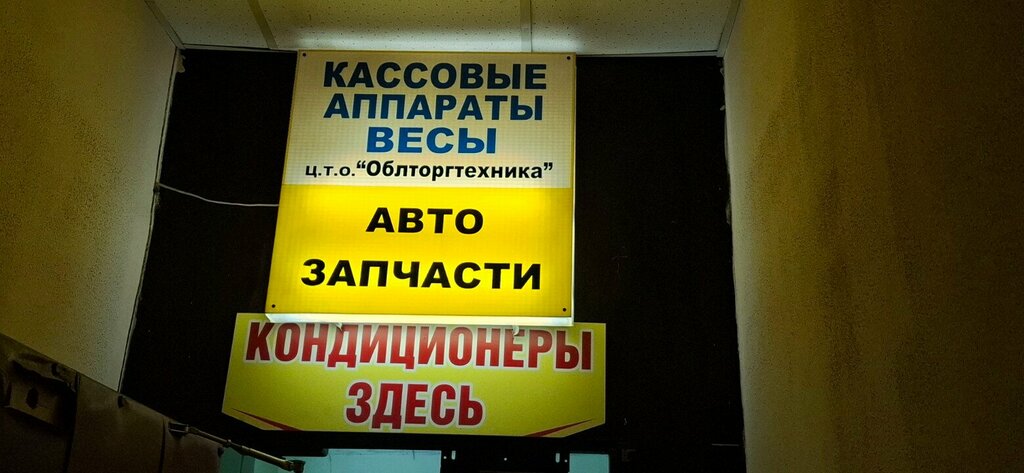 КАССОВЫЕ
АППАРАТЫ
ВЕСЫ
ц.т.о."Облторгтехника"
АВТО
ЗАПЧАСТИ
КОНДИЦИОНЕРЫ
ЗДЕСЬ